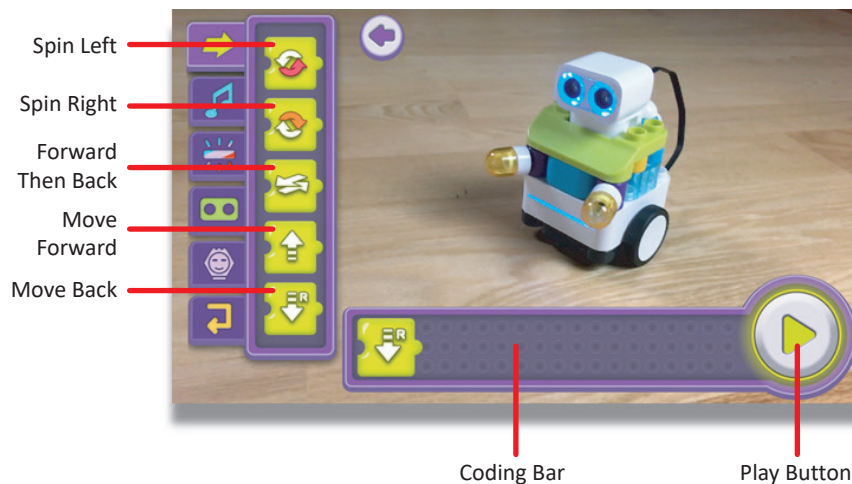 Spin Left
Spin Right
Forward
Then Back
Move
Forward
Move Back
R
R
Coding Bar
Play Button